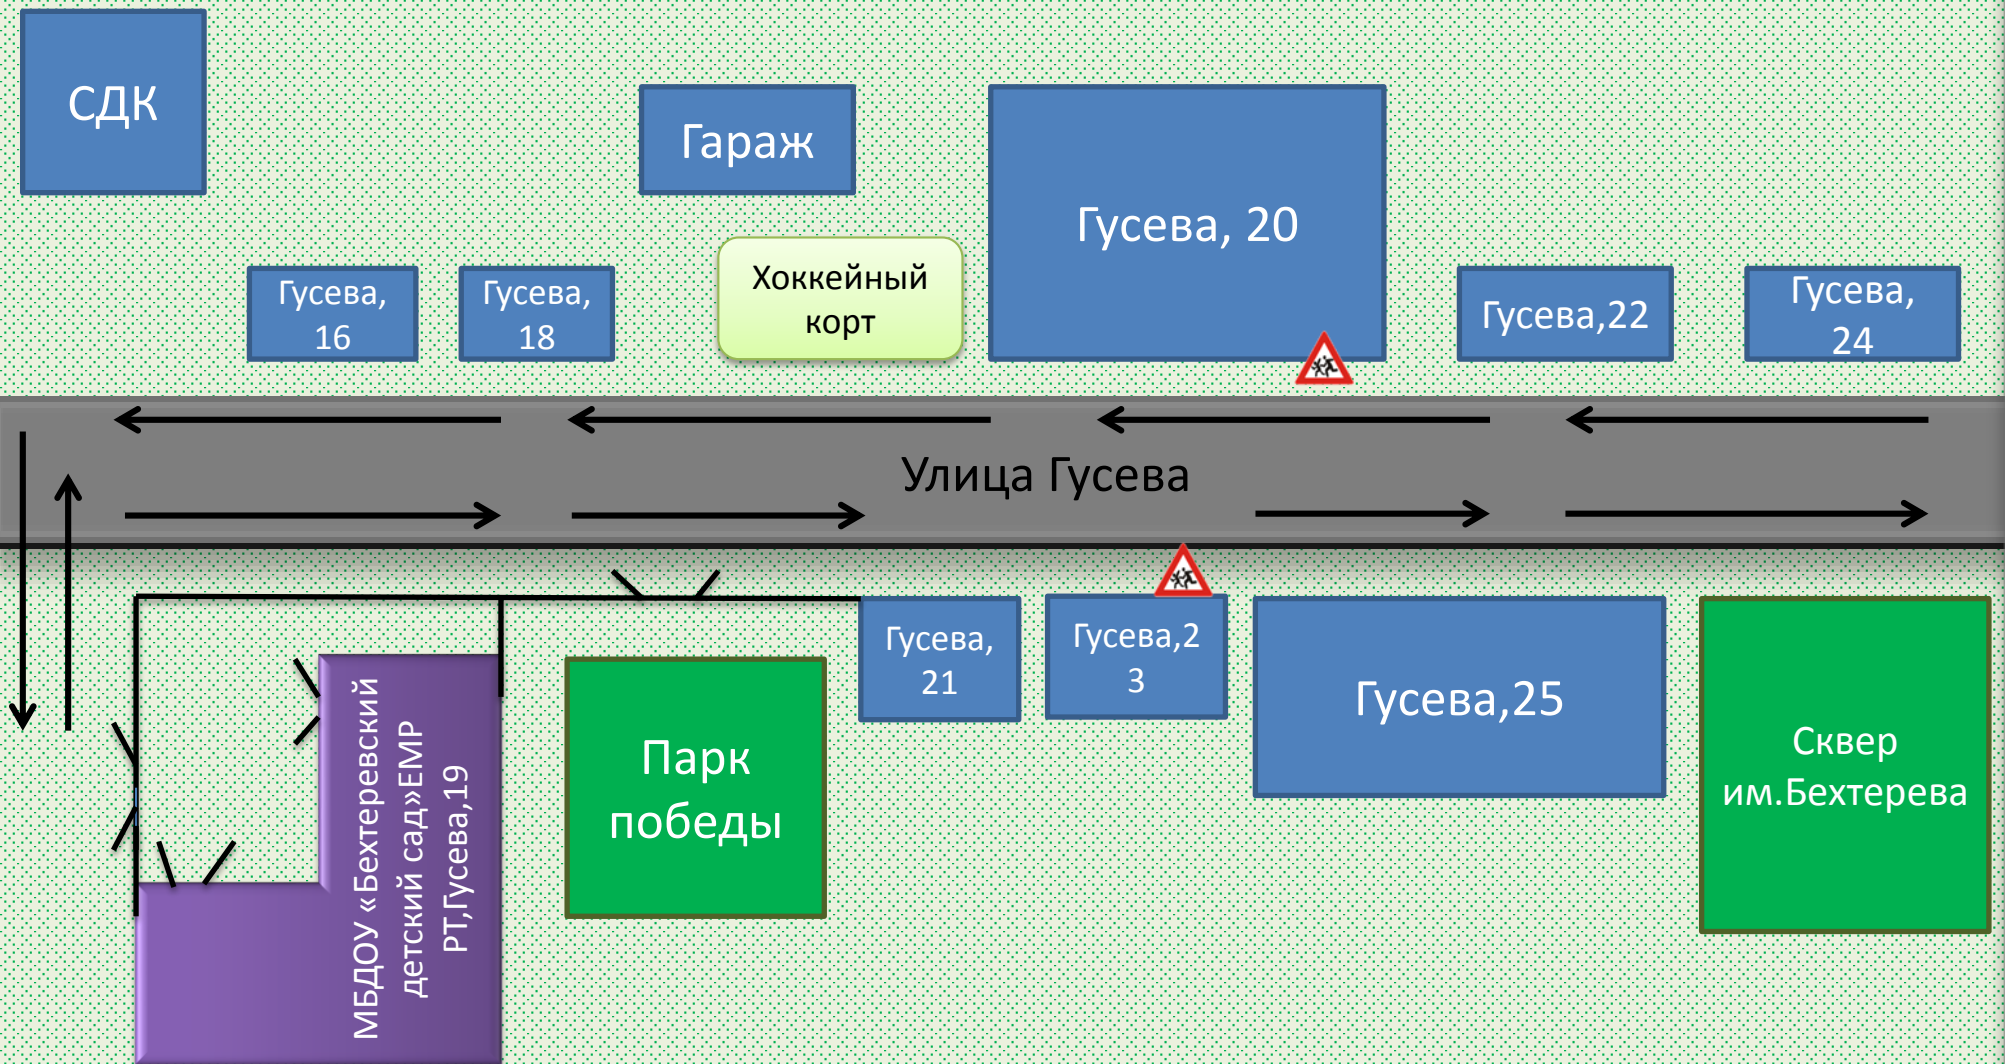 СДК
Гараж
Гусева, 20
Хоккейный
корт
Гусева,
16
Гусева,
18
Гусева,22
Гусева,
24
Улица Гусева
МБДОУ «Бехтеревский
детский сад»ЕМР
РТ,Гусева,19
Парк
победы
Гусева,
21
Гусева,2
3
Гусева,25
Сквер
им.Бехтерева